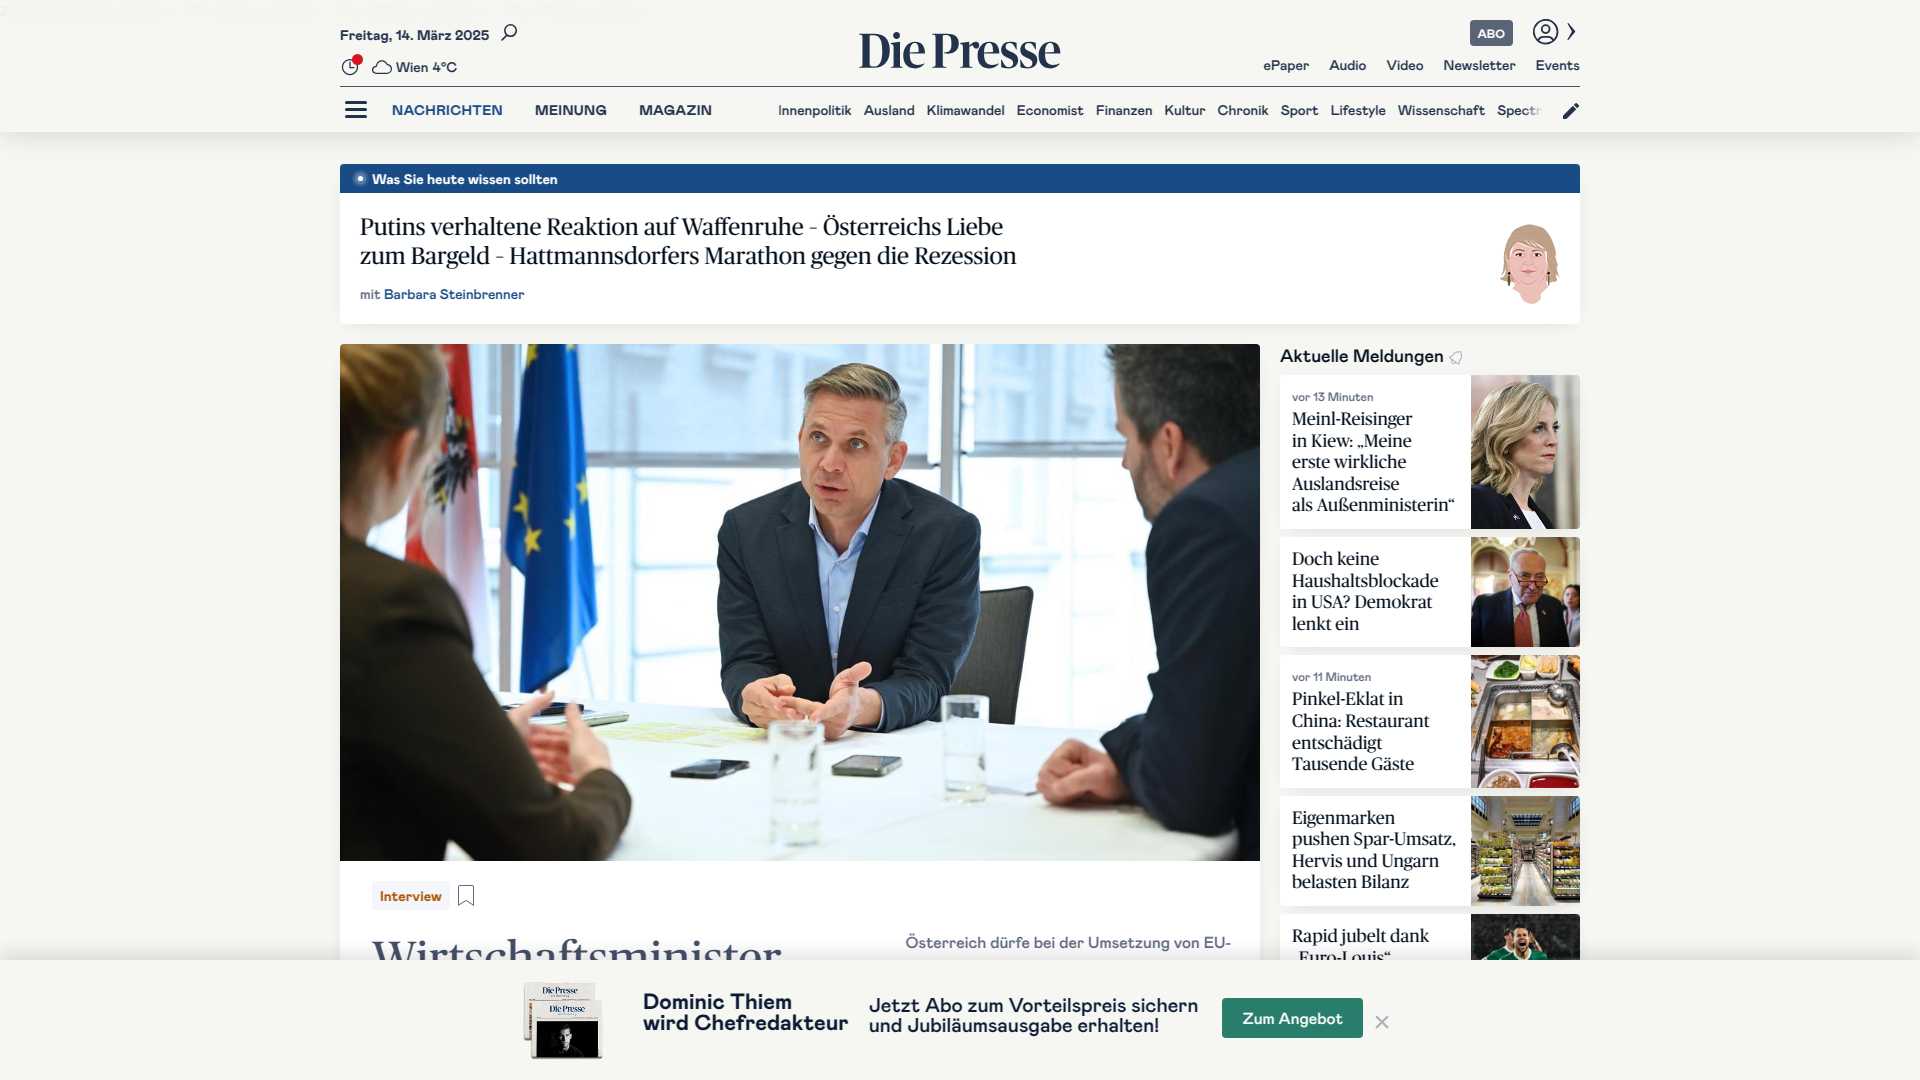 Freitag, 14. März 2025
Wien 4°C
Die Presse
ABO
ePaper Audio Video Newsletter Events
NACHRICHTEN MEINUNG MAGAZIN
Innenpolitik Ausland Klimawandel Economist Finanzen Kultur Chronik Sport Lifestyle Wissenschaft Spectr
Was Sie heute wissen sollten
Putins verhaltene Reaktion auf Waffenruhe – Österreichs Liebe
zum Bargeld – Hattmannsdorfers Marathon gegen die Rezession
mit Barbara Steinbrenner
Interview
Wirtschaftsminister
Österreich dürfe bei der Umsetzung von EU-
Aktuelle Meldungen
vor 13 Minuten
Meinl-Reisinger
in Kiew: „Meine
erste wirkliche
Auslandsreise
als Außenministerin“
Doch keine
Haushaltsblockade
in USA? Demokrat
lenkt ein
vor 11 Minuten
Pinkel-Eklat in
China: Restaurant
entschädigt
Tausende Gäste
Eigenmarken
pushen Spar-Umsatz,
Hervis und Ungarn
belasten Bilanz
Rapid jubelt dank
„Euro-Louis“
Die Presse
Die Presse
Dominic Thiem
wird Chefredakteur
Jetzt Abo zum Vorteilspreis sichern
und Jubiläumsausgabe erhalten!
Zum Angebot